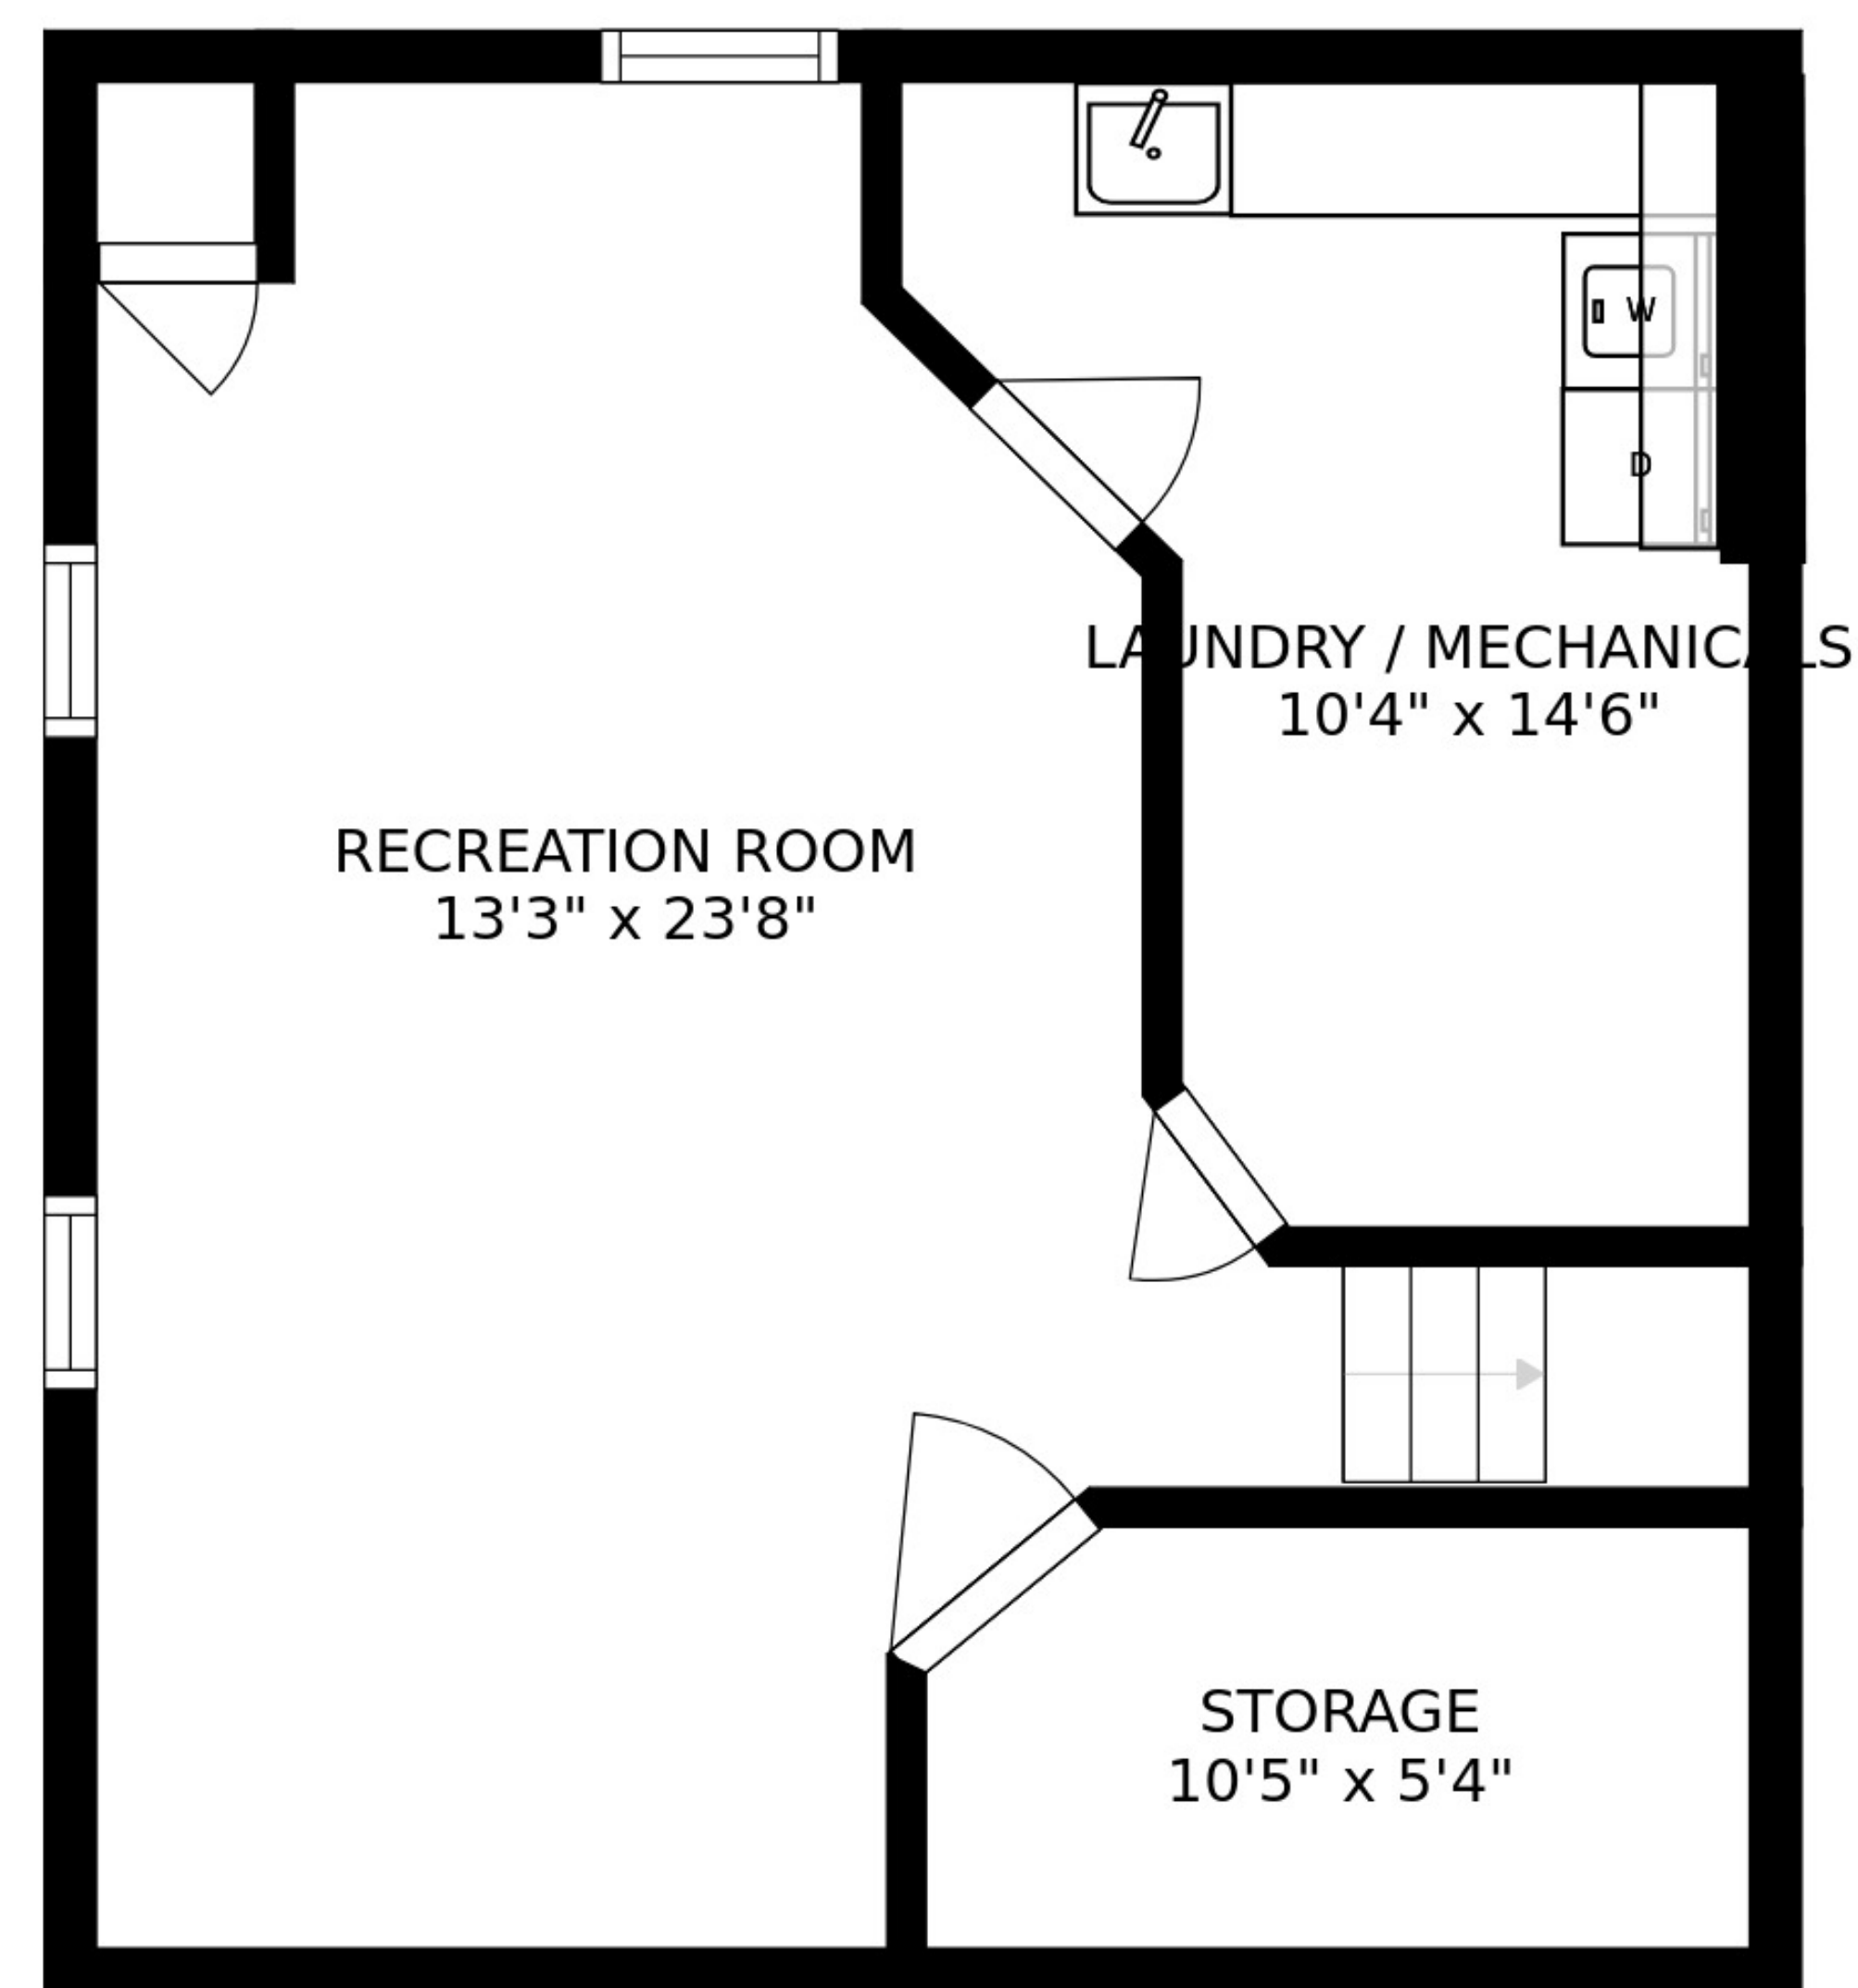 W
D
LAUNDRY / MECHANICALS
10'4" x 14'6"
RECREATION ROOM
13'3" x 23'8"
STORAGE
10'5" x 5'4"